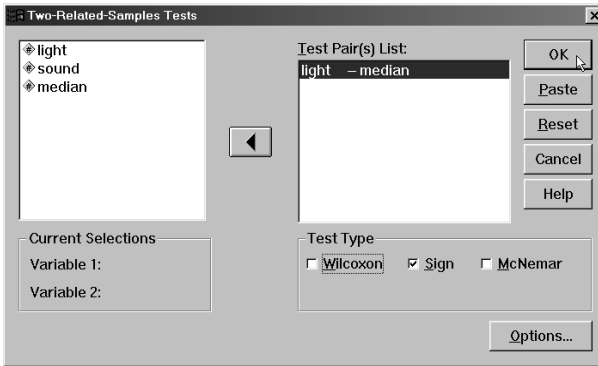 Two-Related-Samples Tests
light
sound
median
Test Pair(s) List:
light – median
OK
Paste
Reset
Cancel
Help
Current Selections
Variable 1:
Variable 2:
Test Type
Wilcoxon
Sign
McNemar
Options...